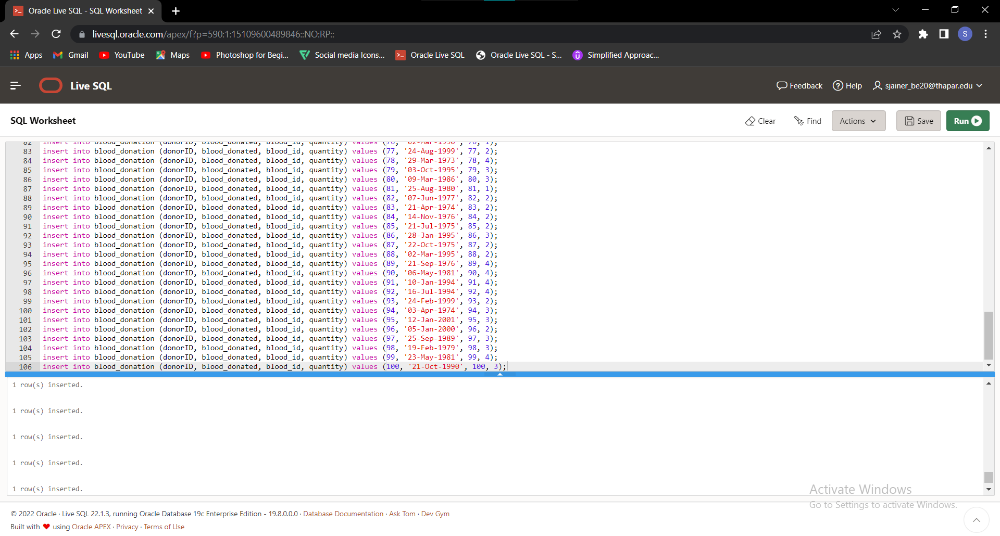 Oracle Live SQL - SQL Worksheet
livesql.oracle.com/apex/f?p=590:1:15109600489846::NO:RP::
S
Apps Gmail YouTube Maps Photoshop for Begi... Social media Icons... Oracle Live SQL Oracle Live SQL - S... Simplified Approac...
Live SQL Feedback Help sjainer_be20@thapar.edu
SQL Worksheet Clear Find Actions Save Run
82 insert into blood_donation (donorID, blood_donated, blood_id, quantity) values (76, '02-Mar-1990', 76, 1);
83 insert into blood_donation (donorID, blood_donated, blood_id, quantity) values (77, '24-Aug-1999', 77, 2);
84 insert into blood_donation (donorID, blood_donated, blood_id, quantity) values (78, '29-Mar-1973', 78, 4);
85 insert into blood_donation (donorID, blood_donated, blood_id, quantity) values (79, '03-Oct-1995', 79, 3);
86 insert into blood_donation (donorID, blood_donated, blood_id, quantity) values (80, '09-Mar-1986', 80, 3);
87 insert into blood_donation (donorID, blood_donated, blood_id, quantity) values (81, '25-Aug-1980', 81, 1);
88 insert into blood_donation (donorID, blood_donated, blood_id, quantity) values (82, '07-Jun-1977', 82, 2);
89 insert into blood_donation (donorID, blood_donated, blood_id, quantity) values (83, '21-Apr-1974', 83, 2);
90 insert into blood_donation (donorID, blood_donated, blood_id, quantity) values (84, '14-Nov-1976', 84, 2);
91 insert into blood_donation (donorID, blood_donated, blood_id, quantity) values (85, '21-Jul-1975', 85, 2);
92 insert into blood_donation (donorID, blood_donated, blood_id, quantity) values (86, '28-Jan-1995', 86, 3);
93 insert into blood_donation (donorID, blood_donated, blood_id, quantity) values (87, '22-Oct-1975', 87, 2);
94 insert into blood_donation (donorID, blood_donated, blood_id, quantity) values (88, '02-Mar-1995', 88, 2);
95 insert into blood_donation (donorID, blood_donated, blood_id, quantity) values (89, '21-Sep-1976', 89, 4);
96 insert into blood_donation (donorID, blood_donated, blood_id, quantity) values (90, '06-May-1981', 90, 4);
97 insert into blood_donation (donorID, blood_donated, blood_id, quantity) values (91, '10-Jan-1994', 91, 4);
98 insert into blood_donation (donorID, blood_donated, blood_id, quantity) values (92, '16-Jul-1994', 92, 4);
99 insert into blood_donation (donorID, blood_donated, blood_id, quantity) values (93, '24-Feb-1999', 93, 2);
100 insert into blood_donation (donorID, blood_donated, blood_id, quantity) values (94, '03-Apr-1974', 94, 3);
101 insert into blood_donation (donorID, blood_donated, blood_id, quantity) values (95, '12-Jan-2001', 95, 3);
102 insert into blood_donation (donorID, blood_donated, blood_id, quantity) values (96, '05-Jan-2000', 96, 2);
103 insert into blood_donation (donorID, blood_donated, blood_id, quantity) values (97, '25-Sep-1989', 97, 3);
104 insert into blood_donation (donorID, blood_donated, blood_id, quantity) values (98, '19-Feb-1979', 98, 3);
105 insert into blood_donation (donorID, blood_donated, blood_id, quantity) values (99, '23-May-1981', 99, 4);
106 insert into blood_donation (donorID, blood_donated, blood_id, quantity) values (100, '21-Oct-1990', 100, 3);
1 row(s) inserted.
1 row(s) inserted.
1 row(s) inserted.
1 row(s) inserted.
1 row(s) inserted.
Activate Windows
Go to Settings to activate Windows.
© 2022 Oracle · Live SQL 22.1.3, running Oracle Database 19c Enterprise Edition - 19.8.0.0.0 · Database Documentation · Ask Tom · Dev Gym
Built with ♥ using Oracle APEX · Privacy · Terms of Use